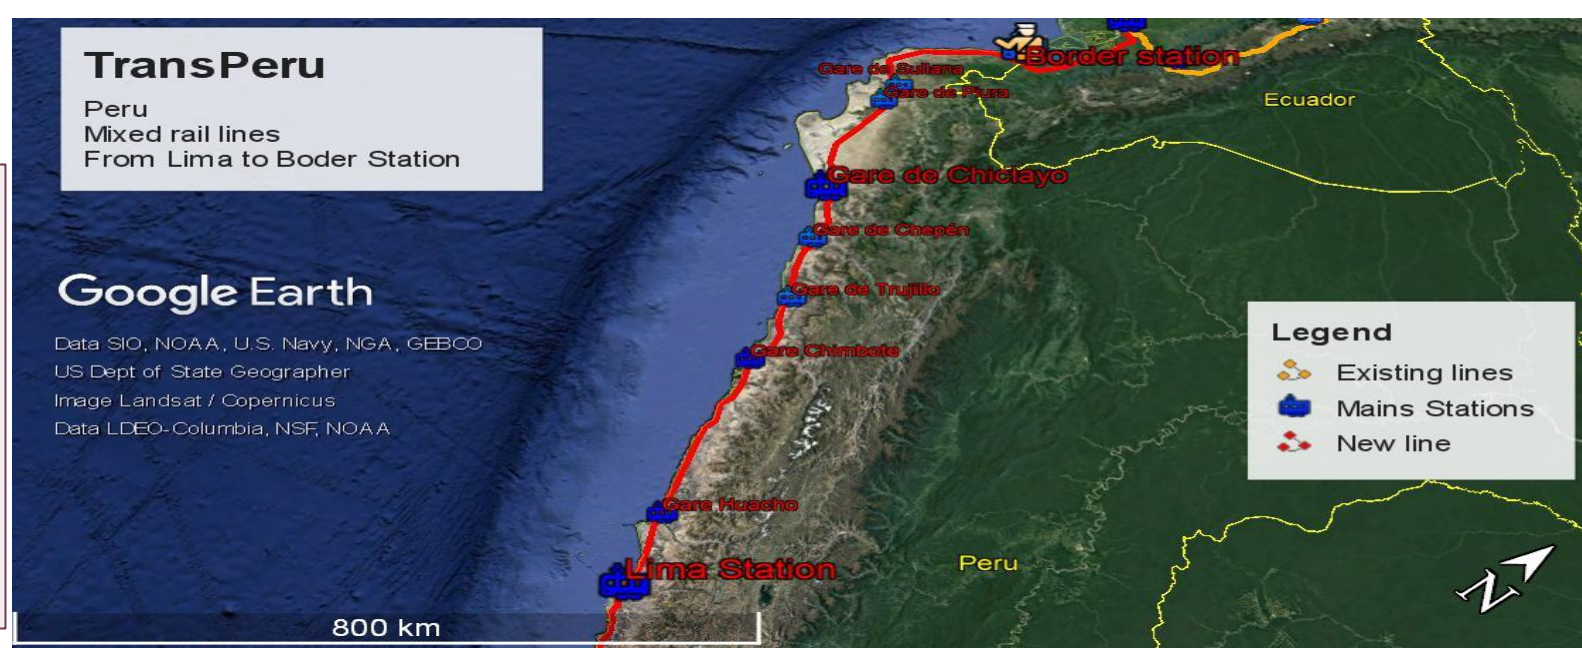 TransPeru
Peru
Mixed rail lines
From Lima to Boder Station
Border station
Gare de Sullana
Gare de Piura
Ecuador
Gare de Chiclayo
Gare de Chepén
Gare de Trujillo
Google Earth
Data SIO, NOAA, U.S. Navy, NGA, GEBCO
US Dept of State Geographer
Image Landsat / Copernicus
Data LDEO-Columbia, NSF, NOAA
Gare Chimbote
Legend
Existing lines
Mains Stations
New line
Gare Huacho
Lima Station
Peru
N
800 km